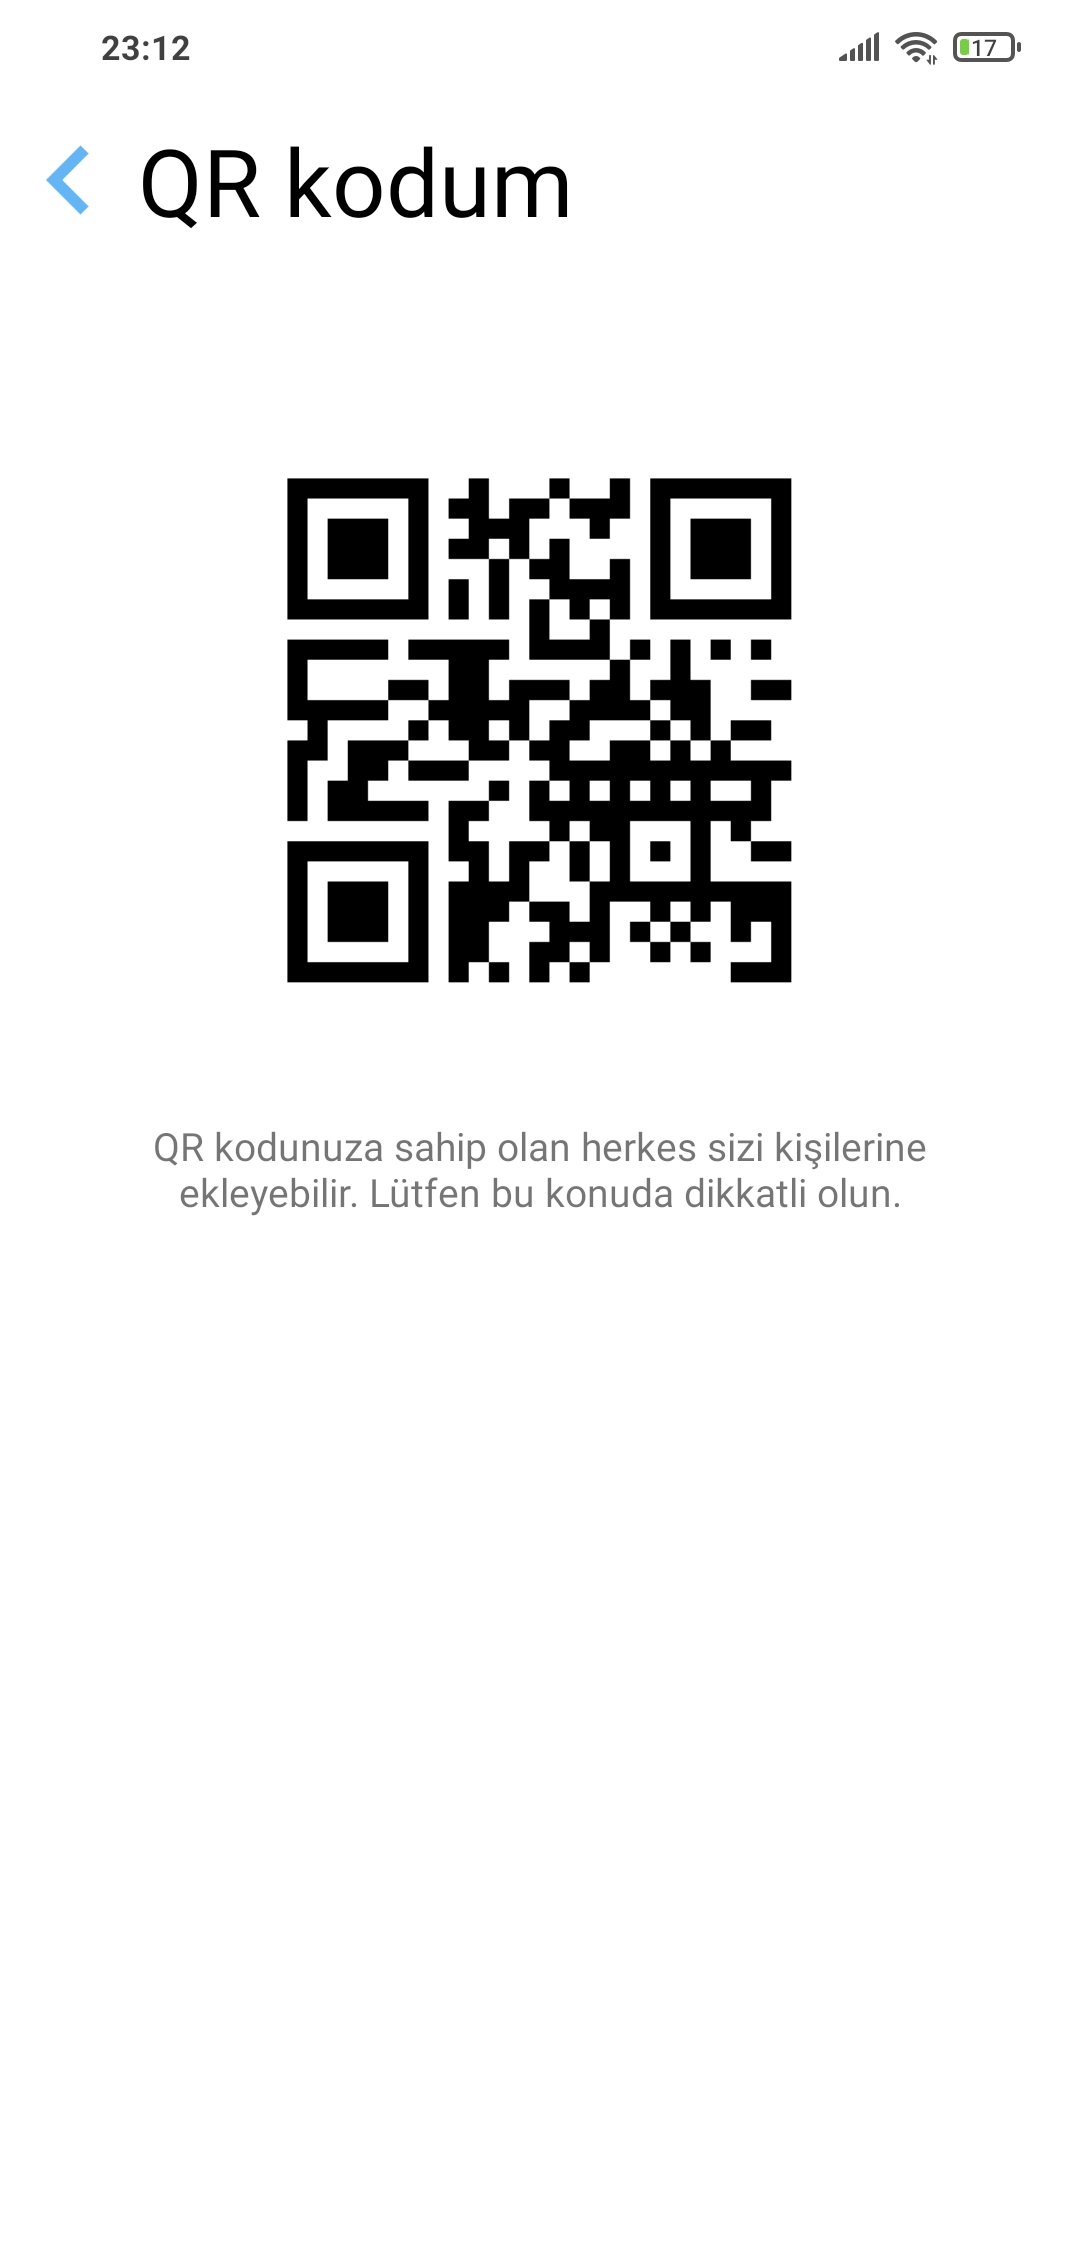 23:12
17
QR kodum
QR kodunuza sahip olan herkes sizi kişilerine
ekleyebilir. Lütfen bu konuda dikkatli olun.